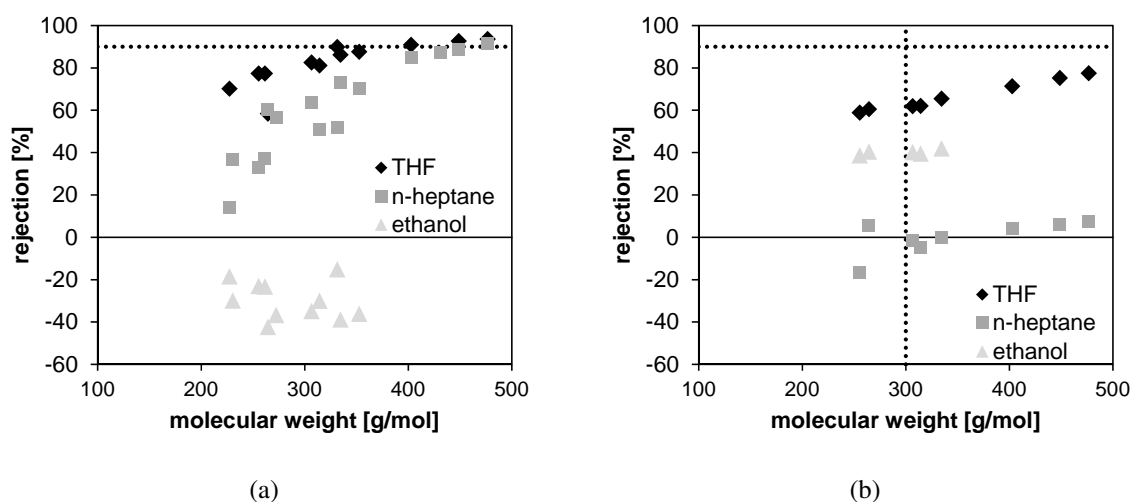 100
80
60
40
20
0
-20
-40
-60
rejection [%]
THF
n-heptane
ethanol
100 200 300 400 500
molecular weight [g/mol]
(a)
100
80
60
40
20
0
-20
-40
-60
rejection [%]
THF
n-heptane
ethanol
100 200 300 400 500
molecular weight [g/mol]
(b)